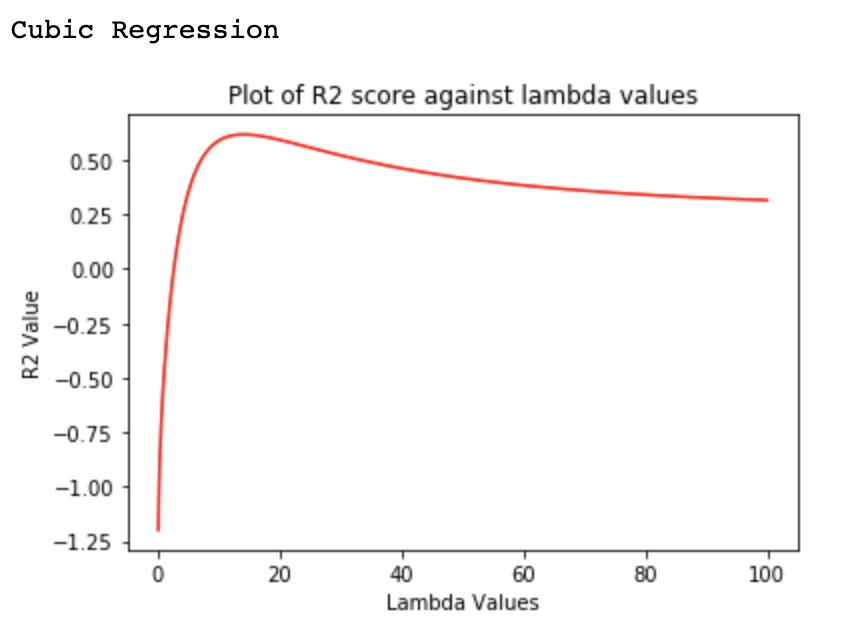 Cubic Regression
Plot of R2 score against lambda values
R2 Value
0.50
0.25
0.00
−0.25
−0.50
−0.75
−1.00
−1.25
0 20 40 60 80 100
Lambda Values